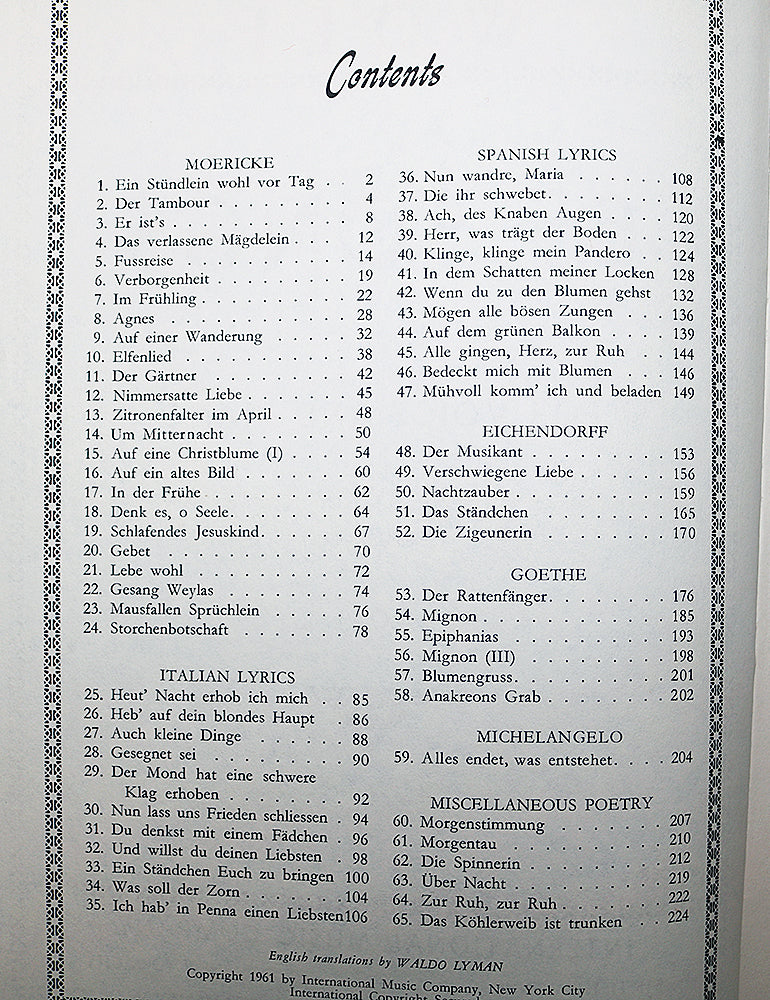 Contents
MOERICKE
1. Ein Stündlein wohl vor Tag . . 2
2. Der Tambour . . . . . . . . . 4
3. Er ist's . . . . . . . . . . . 8
4. Das verlassene Mägdelein . . . 12
5. Fussreise . . . . . . . . . . 14
6. Verborgenheit . . . . . . . . 19
7. Im Frühling . . . . . . . . . 22
8. Agnes . . . . . . . . . . . 28
9. Auf einer Wanderung . . . . . 32
10. Elfenlied . . . . . . . . . . 38
11. Der Gärtner . . . . . . . . 42
12. Nimmersatte Liebe . . . . . . 45
13. Zitronenfalter im April . . . . 48
14. Um Mitternacht . . . . . . . 50
15. Auf eine Christblume (I) . . . . 54
16. Auf ein altes Bild . . . . . . 60
17. In der Frühe . . . . . . . . 62
18. Denk es, o Seele . . . . . . . 64
19. Schlafendes Jesuskind . . . . . 67
20. Gebet . . . . . . . . . . . 70
21. Lebe wohl . . . . . . . . . 72
22. Gesang Weylas . . . . . . . 74
23. Mausfallen Sprüchlein . . . . . 76
24. Storchenbotschaft . . . . . . 78
ITALIAN LYRICS
25. Heut' Nacht erhob ich mich . . 85
26. Heb' auf dein blondes Haupt . 86
27. Auch kleine Dinge . . . . . . 88
28. Gesegnet sei . . . . . . . . 90
29. Der Mond hat eine schwere
Klag erhoben . . . . . . . 92
30. Nun lass uns Frieden schliessen . 94
31. Du denkst mit einem Fädchen . 96
32. Und willst du deinen Liebsten . 98
33. Ein Ständchen Euch zu bringen 100
34. Was soll der Zorn . . . . . . . 104
35. Ich hab' in Penna einen Liebsten 106
SPANISH LYRICS
36. Nun wandre, Maria . . . . . . 108
37. Die ihr schwebet . . . . . . . 112
38. Ach, des Knaben Augen . . . . 120
39. Herr, was trägt der Boden . . . 122
40. Klinge, klinge mein Pandero . . 124
41. In dem Schatten meiner Locken 128
42. Wenn du zu den Blumen gehst 132
43. Mögen alle bösen Zungen . . . 136
44. Auf dem grünen Balkon . . . . 139
45. Alle gingen, Herz, zur Ruh . . 144
46. Bedeckt mich mit Blumen . . . 146
47. Mühvoll komm' ich und beladen 149
EICHENDORFF
48. Der Musikant . . . . . . . . 153
49. Verschwiegene Liebe . . . . . . 156
50. Nachtzauber . . . . . . . . . 159
51. Das Ständchen . . . . . . . . 165
52. Die Zigeunerin . . . . . . . . 170
GOETHE
53. Der Rattenfänger . . . . . . . 176
54. Mignon . . . . . . . . . . . 185
55. Epiphanias . . . . . . . . . 193
56. Mignon (III) . . . . . . . . 198
57. Blumengruss . . . . . . . . . 201
58. Anakreons Grab . . . . . . . 202
MICHELANGELO
59. Alles endet, was entstehet . . . . 204
MISCELLANEOUS POETRY
60. Morgenstimmung . . . . . . . 207
61. Morgentau . . . . . . . . . 210
62. Die Spinnerin . . . . . . . . 212
63. Über Nacht . . . . . . . . . 219
64. Zur Ruh, zur Ruh . . . . . . . 222
65. Das Köhlerweib ist trunken . . 224
English translations by WALDO LYMAN
Copyright 1961 by International Music Company, New York City
International Copyright